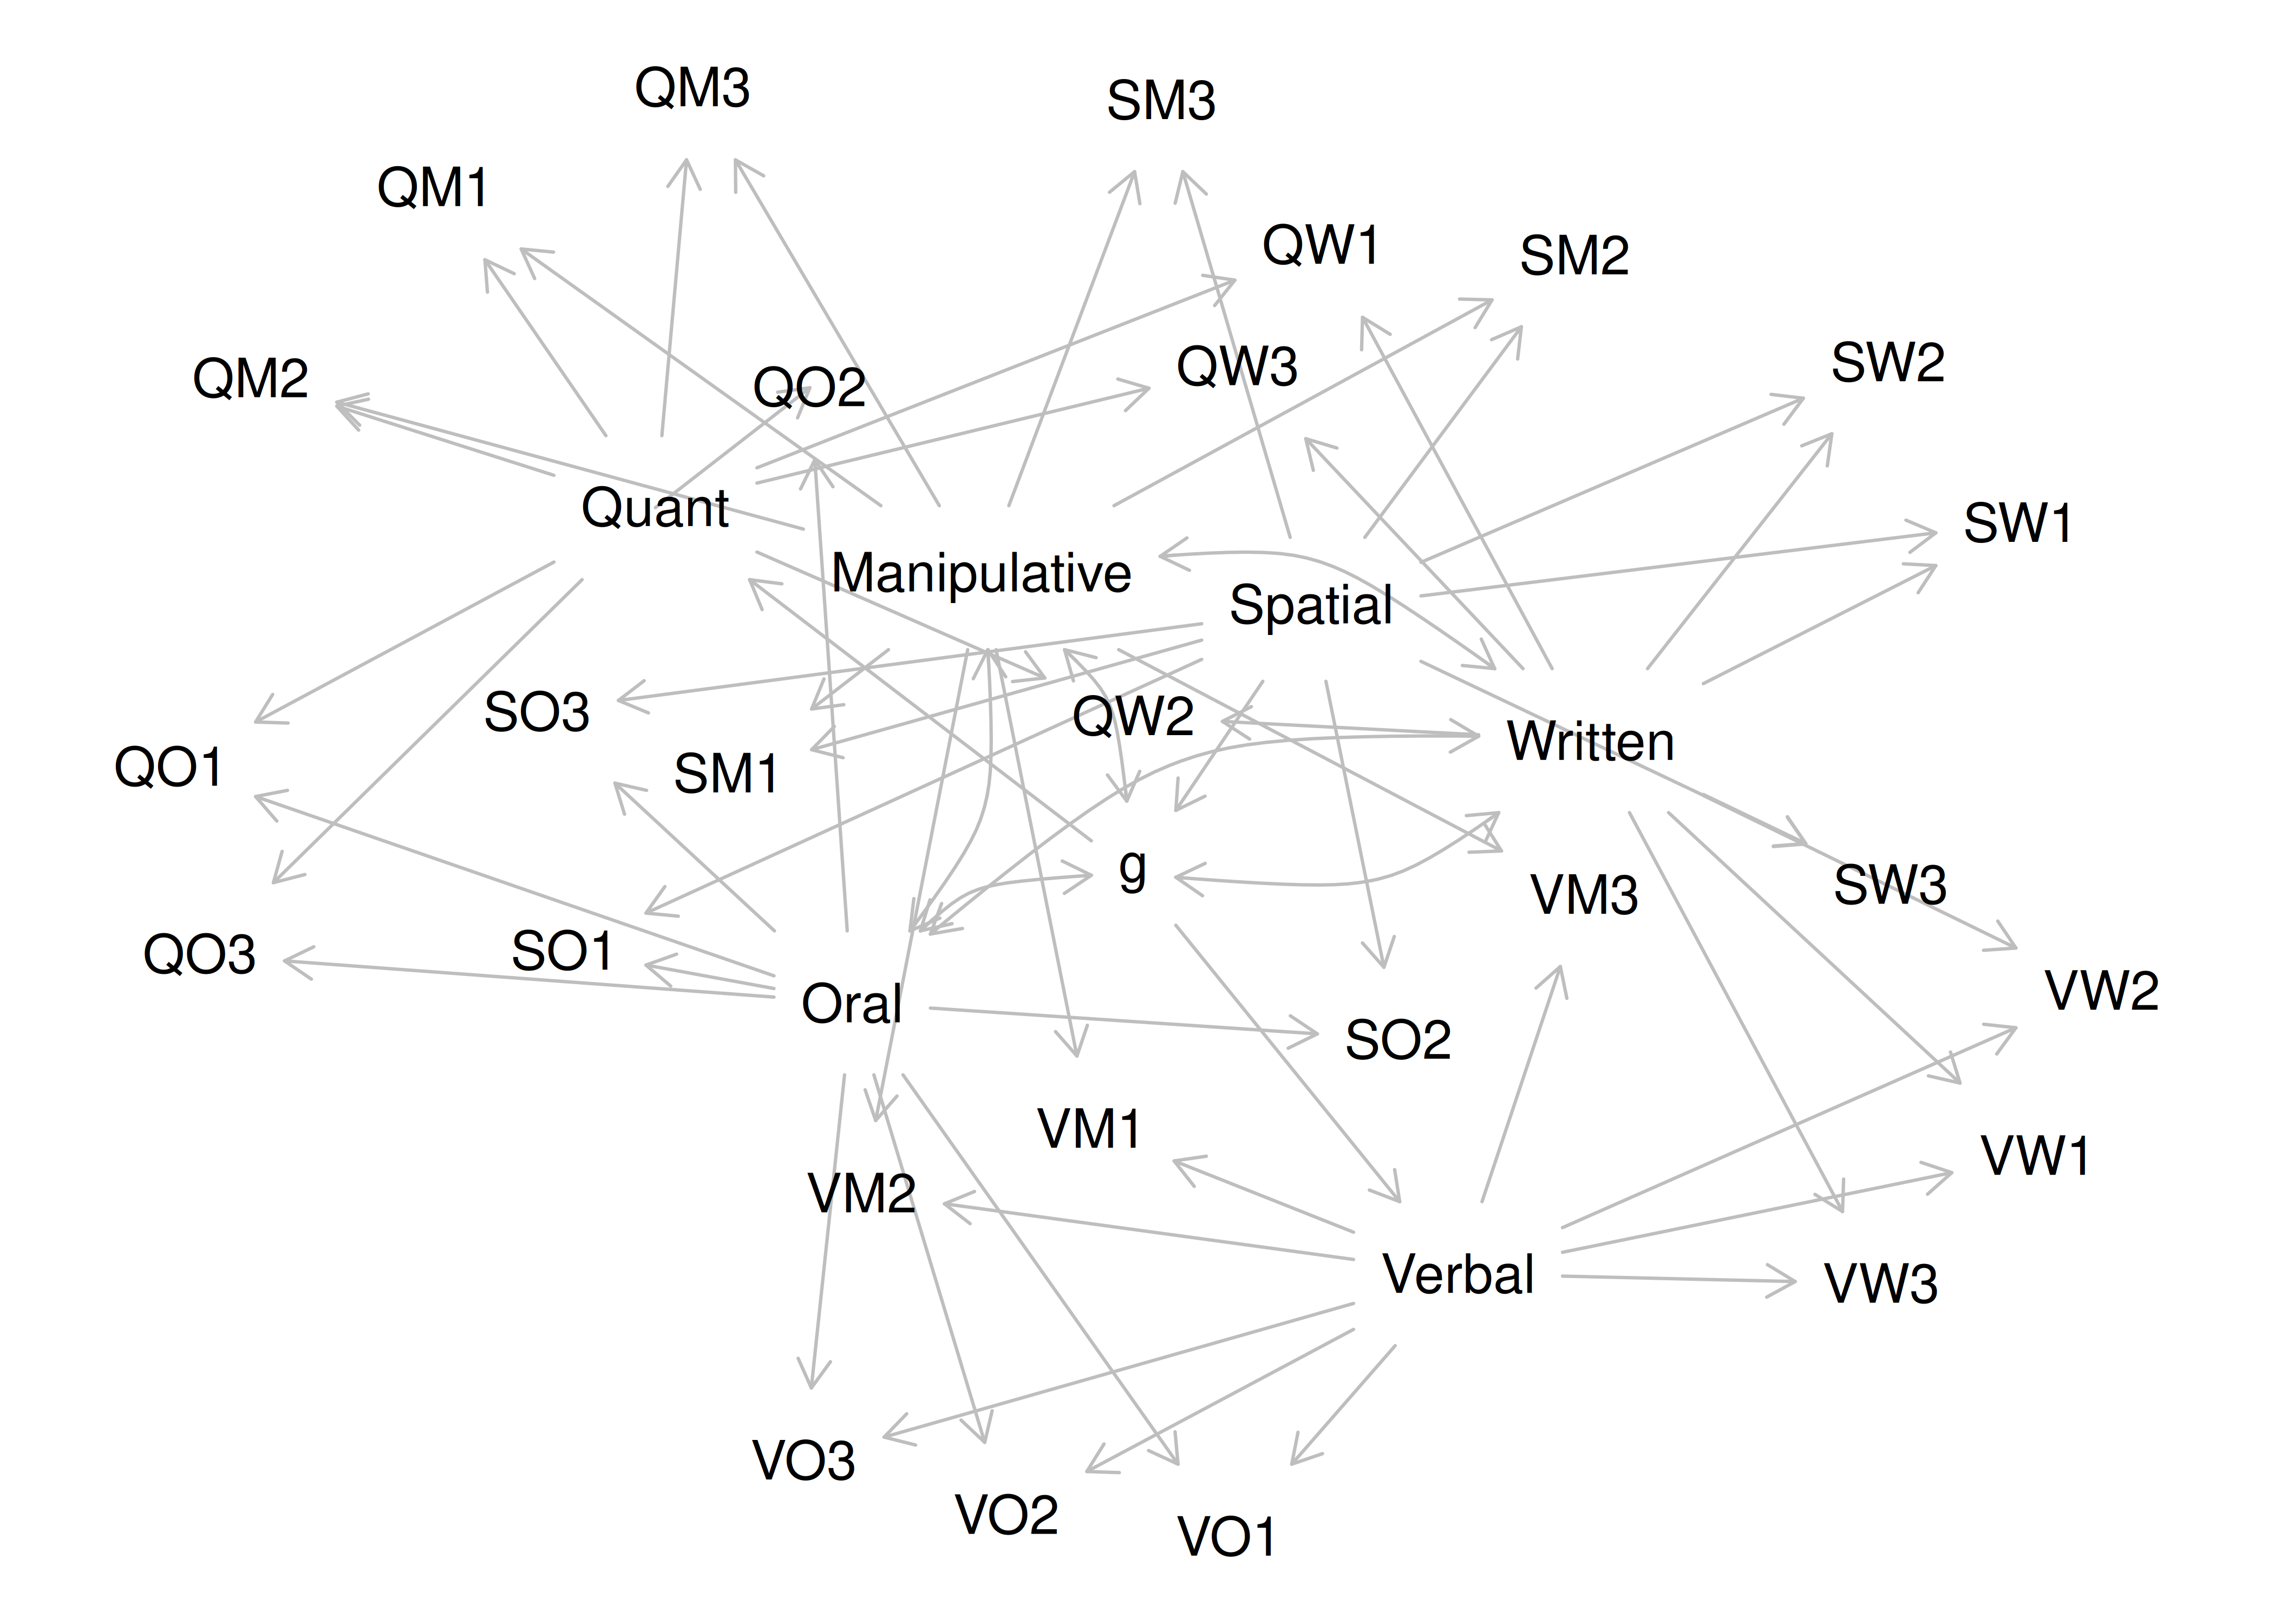 QM3
SM3
QM1
QW1
SM2
QW3
SW2
QM2
QO2
Quant
SW1
Manipulative
Spatial
SO3
QW2
Written
QO1
SM1
g
SW3
VM3
QO3
SO1
VW2
Oral
SO2
VM1
VW1
VM2
Verbal
VW3
VO3
VO2
VO1